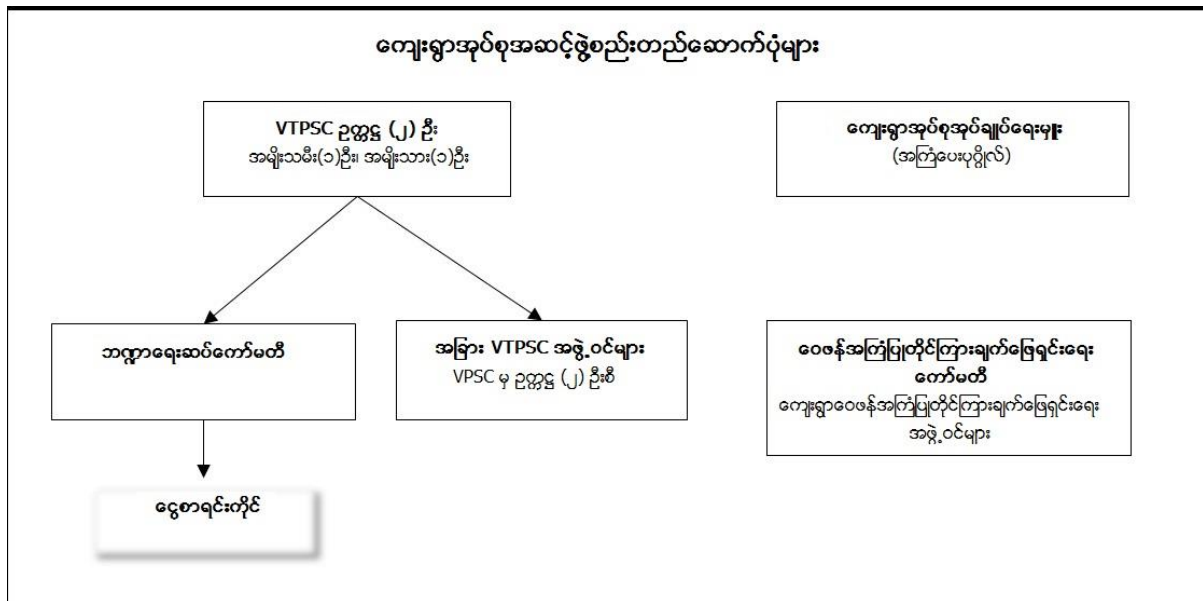 ကျေးရွာအုပ်စုအဆင့်ဖွဲ့စည်းတည်ဆောက်ပုံများ
VTPSC ဥက္ကဋ္ဌ (၂) ဦး
အမျိုးသမီး(၁)ဦး၊ အမျိုးသား(၁)ဦး
ကျေးရွာအုပ်စုအုပ်ချုပ်ရေးမှူး
(အကြံပေးပုဂ္ဂိုလ်)
ဘဏ္ဍာရေးဆပ်ကော်မတီ
အခြား VTPSC အဖွဲ့ဝင်များ
VPSC မှ ဥက္ကဋ္ဌ (၂) ဦးစီ
ဝေဖန်အကြံပြုတိုင်ကြားချက်ဖြေရှင်းရေး
ကော်မတီ
ကျေးရွာဝေဖန်အကြံပြုတိုင်ကြားချက်ဖြေရှင်းရေး
အဖွဲ့ဝင်များ
ငွေစာရင်းကိုင်